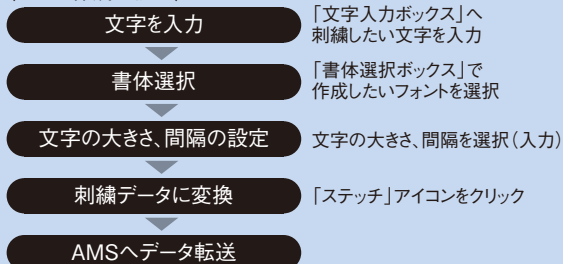 文字を入力
「文字入力ボックス」へ
刺繍したい文字を入力
書体選択
「書体選択ボックス」で
作成したいフォントを選択
文字の大きさ、間隔の設定
文字の大きさ、間隔を選択（入力）
刺繍データに変換
「ステッチ」アイコンをクリック
AMSへデータ転送